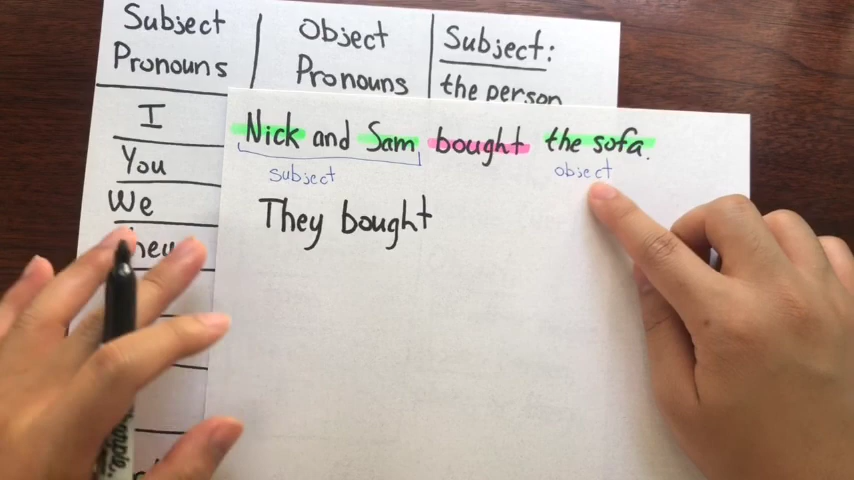 Subject
Pronouns
I
You
We
Object
Pronouns
Subject:
the person
Nick and Sam bought the sofa.
subject
object
They bought